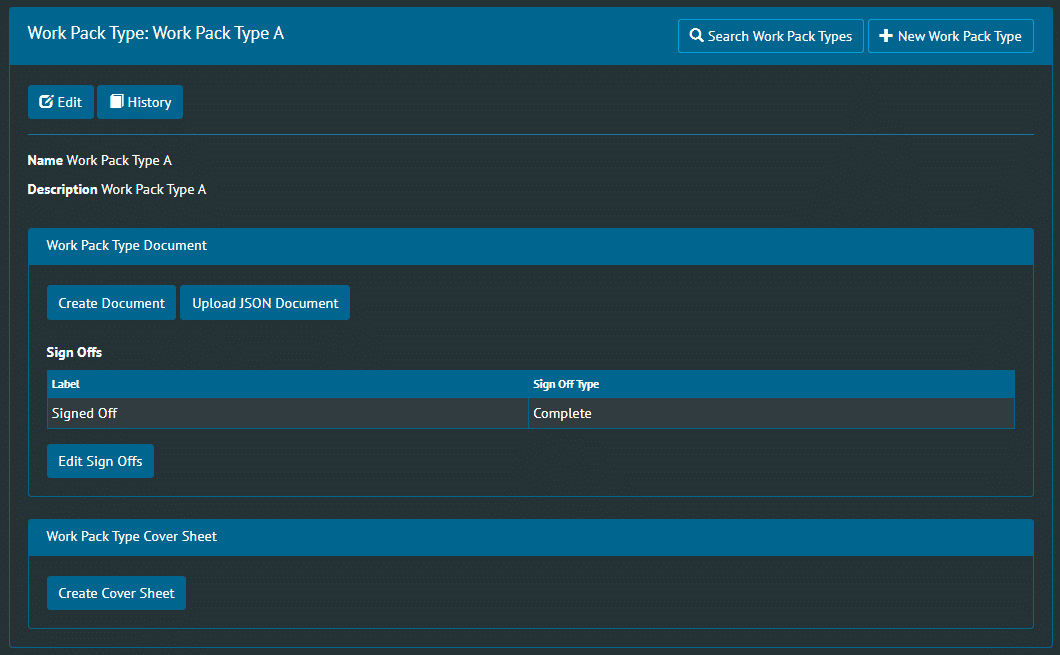 Work Pack Type: Work Pack Type A
Search Work Pack Types
New Work Pack Type
Edit
History
Name Work Pack Type A
Description Work Pack Type A
Work Pack Type Document
Create Document
Upload JSON Document
Sign Offs
Label Sign Off Type
Signed Off Complete
Edit Sign Offs
Work Pack Type Cover Sheet
Create Cover Sheet